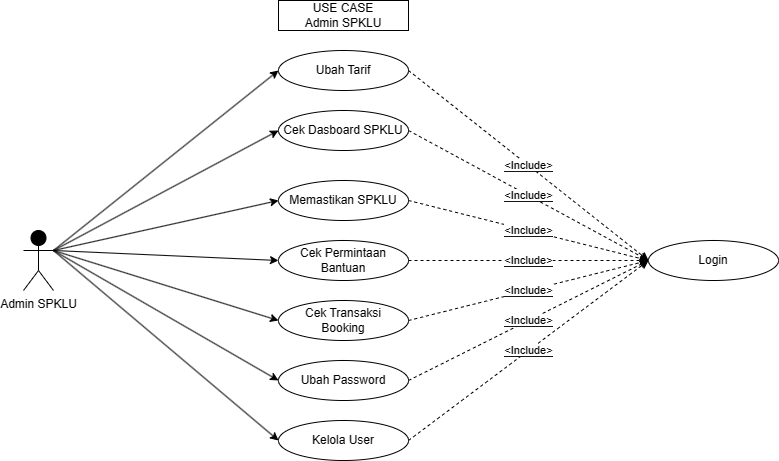 USE CASE
Admin SPKLU
Ubah Tarif
Cek Dasboard SPKLU
<Include>
<Include>
Memastikan SPKLU
<Include>
Cek Permintaan
Bantuan
<Include>
Login
Admin SPKLU
<Include>
Cek Transaksi
Booking
<Include>
<Include>
Ubah Password
Kelola User